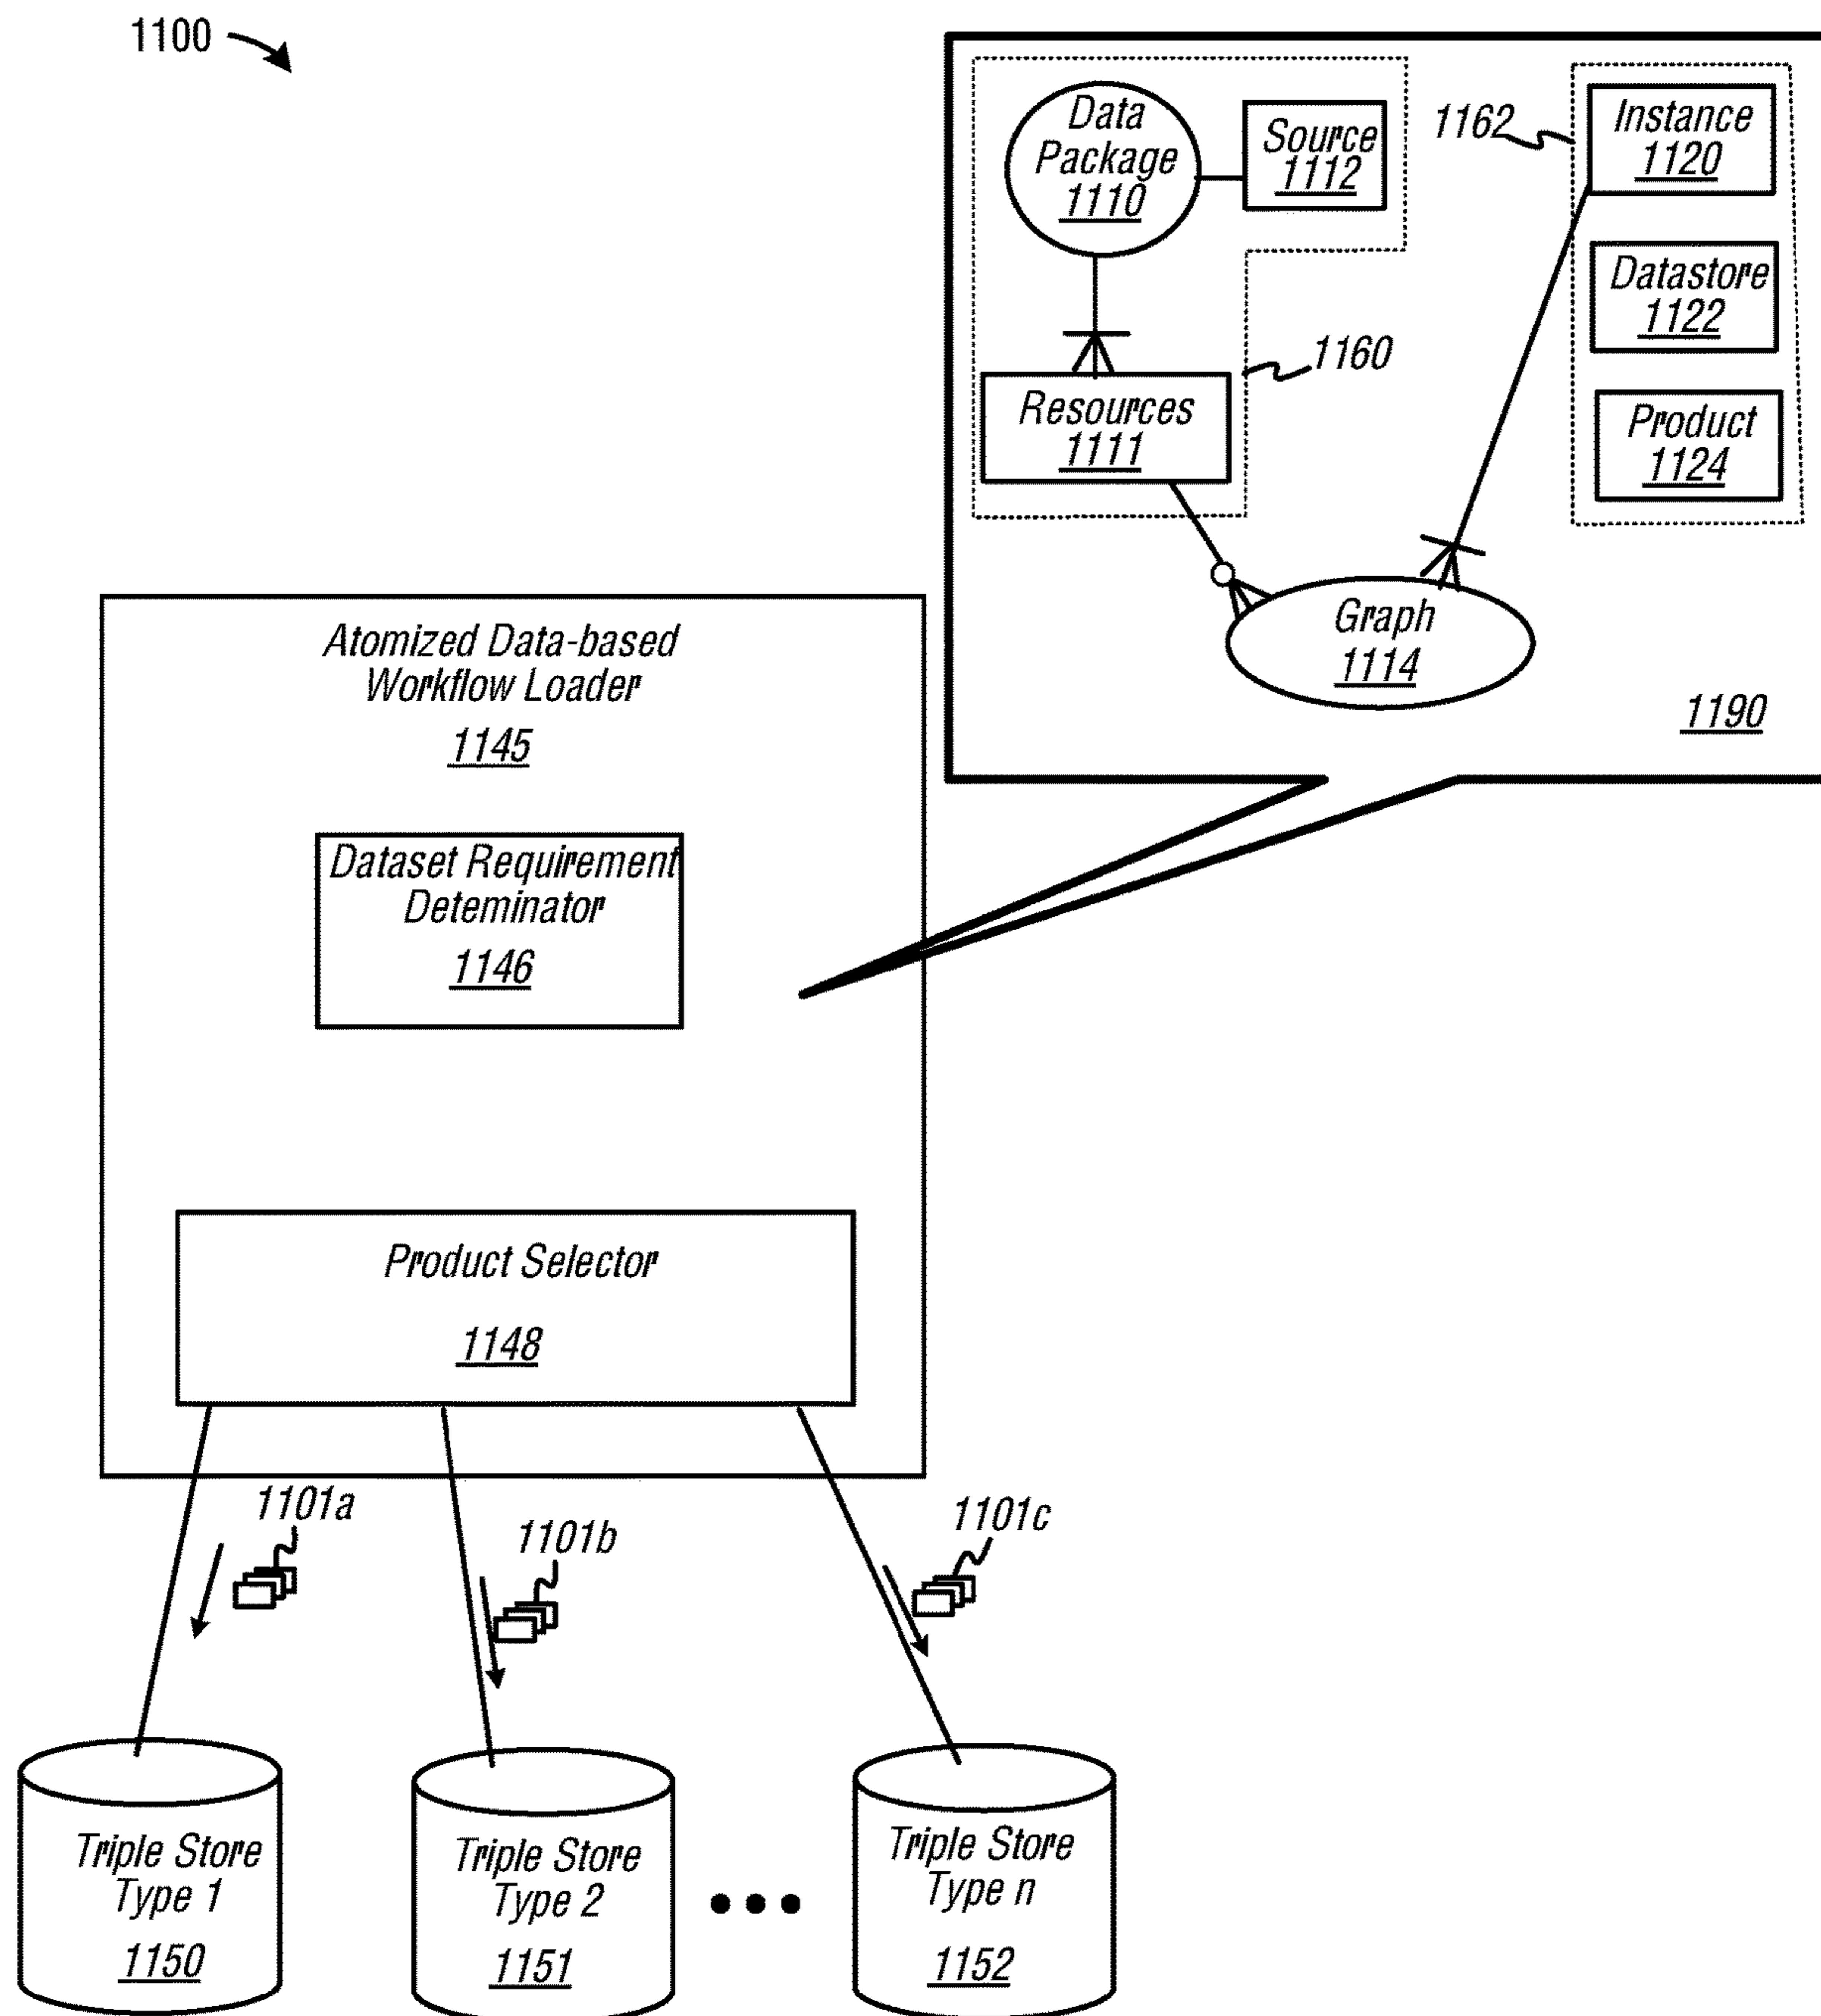 1100
Data
Package
1110
Source
1112
1162
Instance
1120
Datastore
1122
Product
1124
1160
Resources
1111
Graph
1114
1190
Atomized Data-based
Workflow Loader
1145
Dataset Requirement
Deteminator
1146
Product Selector
1148
1101a
1101b
1101c
Triple Store
Type 1
1150
Triple Store
Type 2
1151
Triple Store
Type n
1152